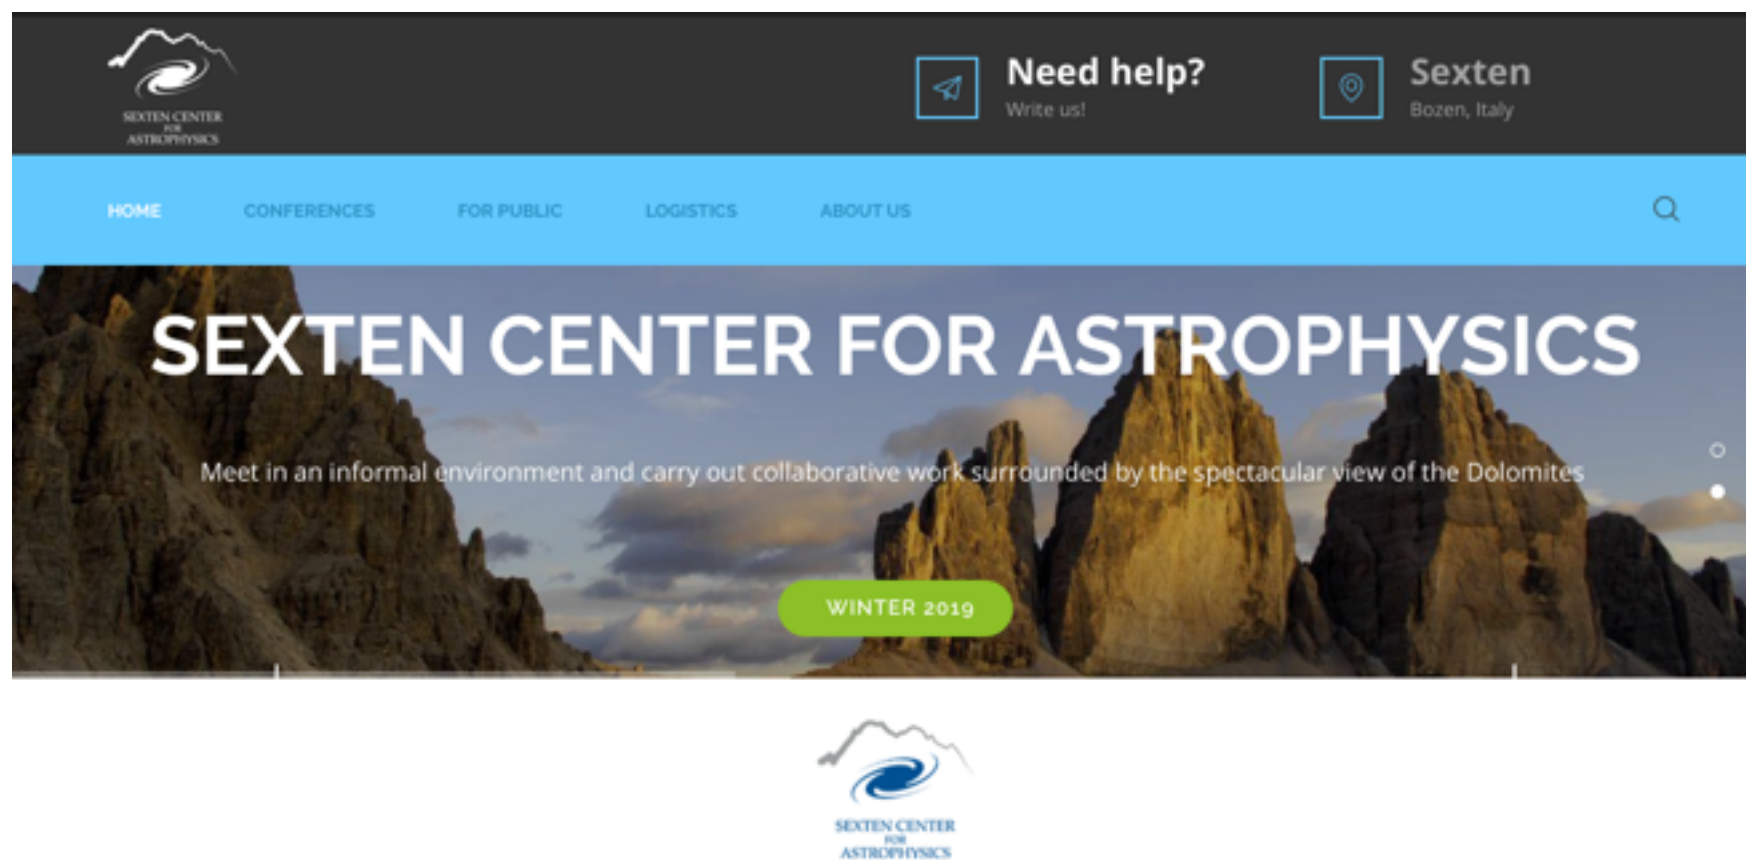 SEXTEN CENTER
FOR
ASTROPHYSICS
Need help?
Write us!
Sexten
Bozen, Italy
HOME
CONFERENCES
FOR PUBLIC
LOGISTICS
ABOUT US
SEXTEN CENTER FOR ASTROPHYSICS
Meet in an informal environment and carry out collaborative work surrounded by the spectacular view of the Dolomites
WINTER 2019
SEXTEN CENTER
FOR
ASTROPHYSICS